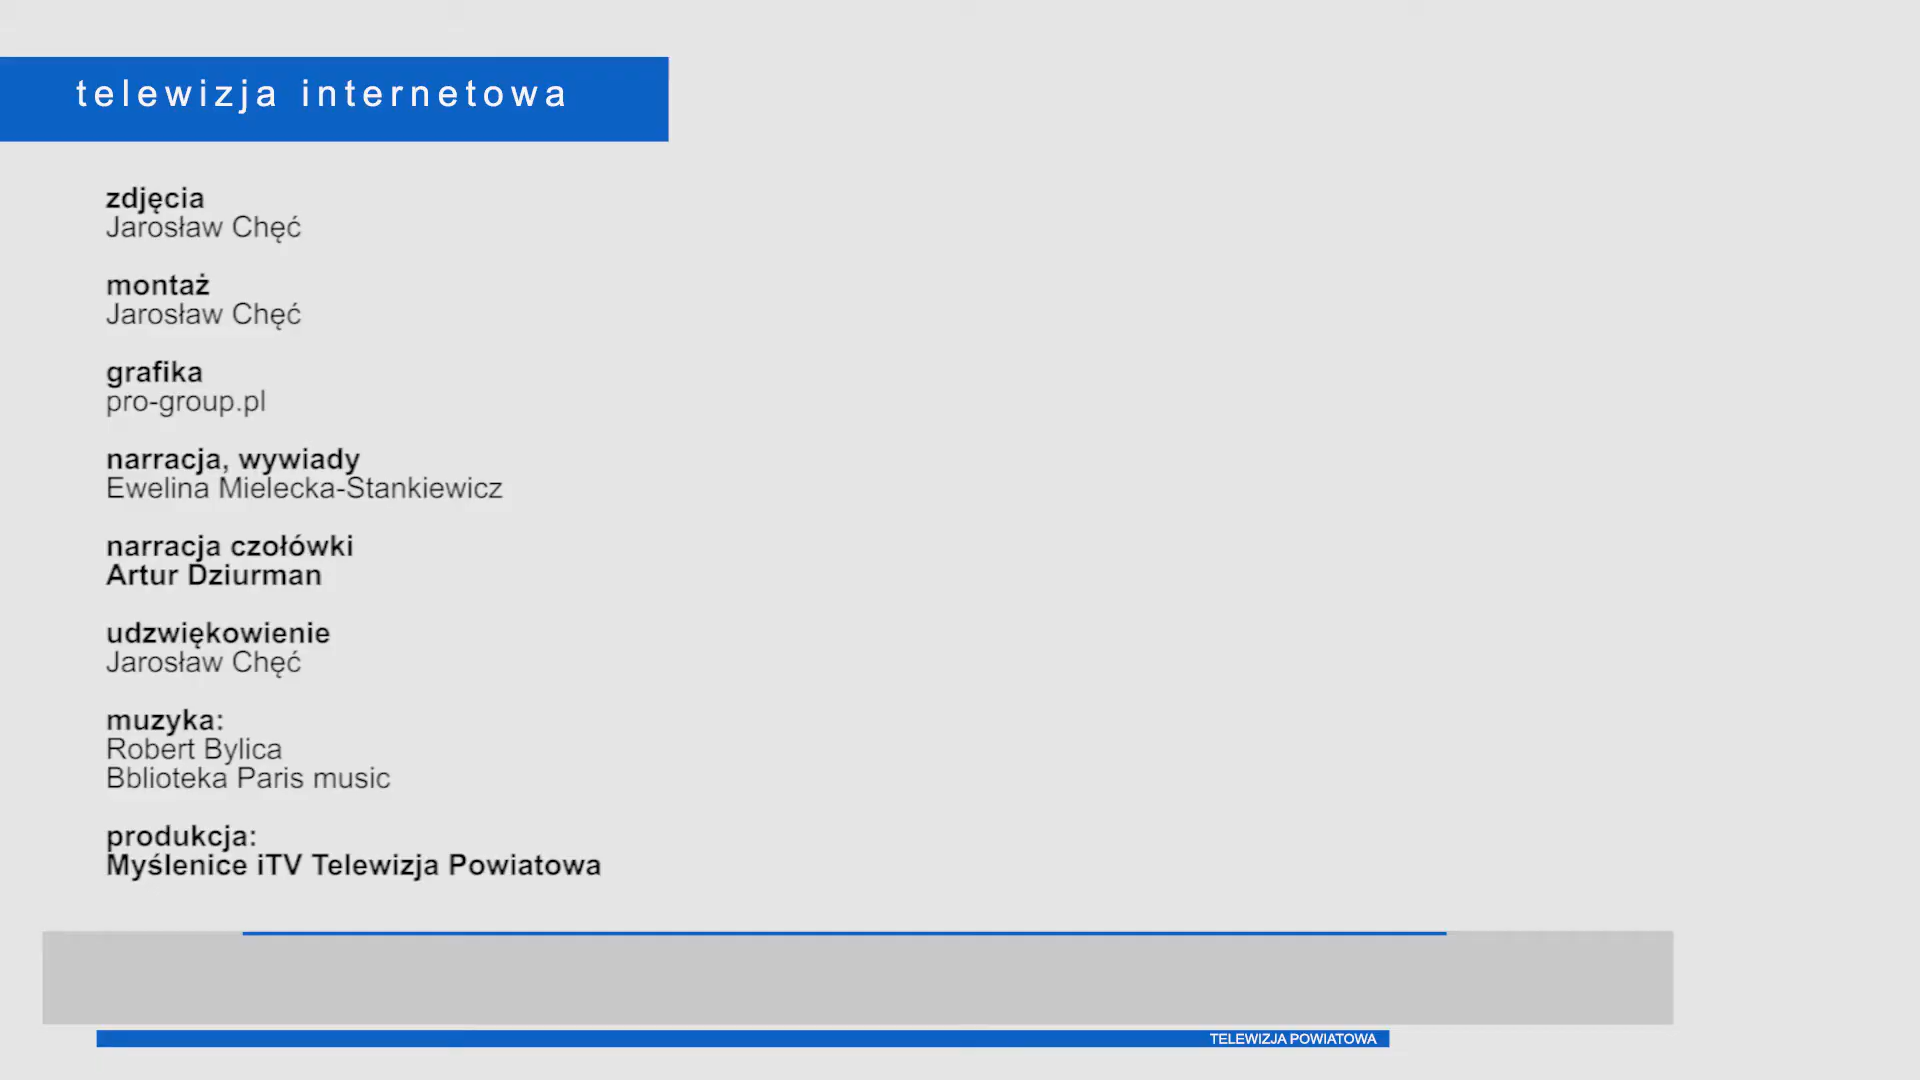 telewizja internetowa
zdjęcia
Jarosław Chęć
montaż
Jarosław Chęć
grafika
pro-group.pl
narracja, wywiady
Ewelina Mielecka-Stankiewicz
narracja czołówki
Artur Dziurman
udzwiękowienie
Jarosław Chęć
muzyka:
Robert Bylica
Bblioteka Paris music
produkcja:
Myślenice iTV Telewizja Powiatowa
TELEWIZJA POWIATOWA